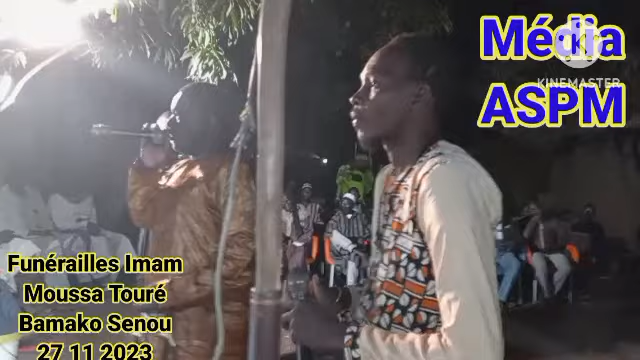 Média
ASPM
KINEMASTER
Funérailles Imam
Moussa Touré
Bamako Senou
27 11 2023